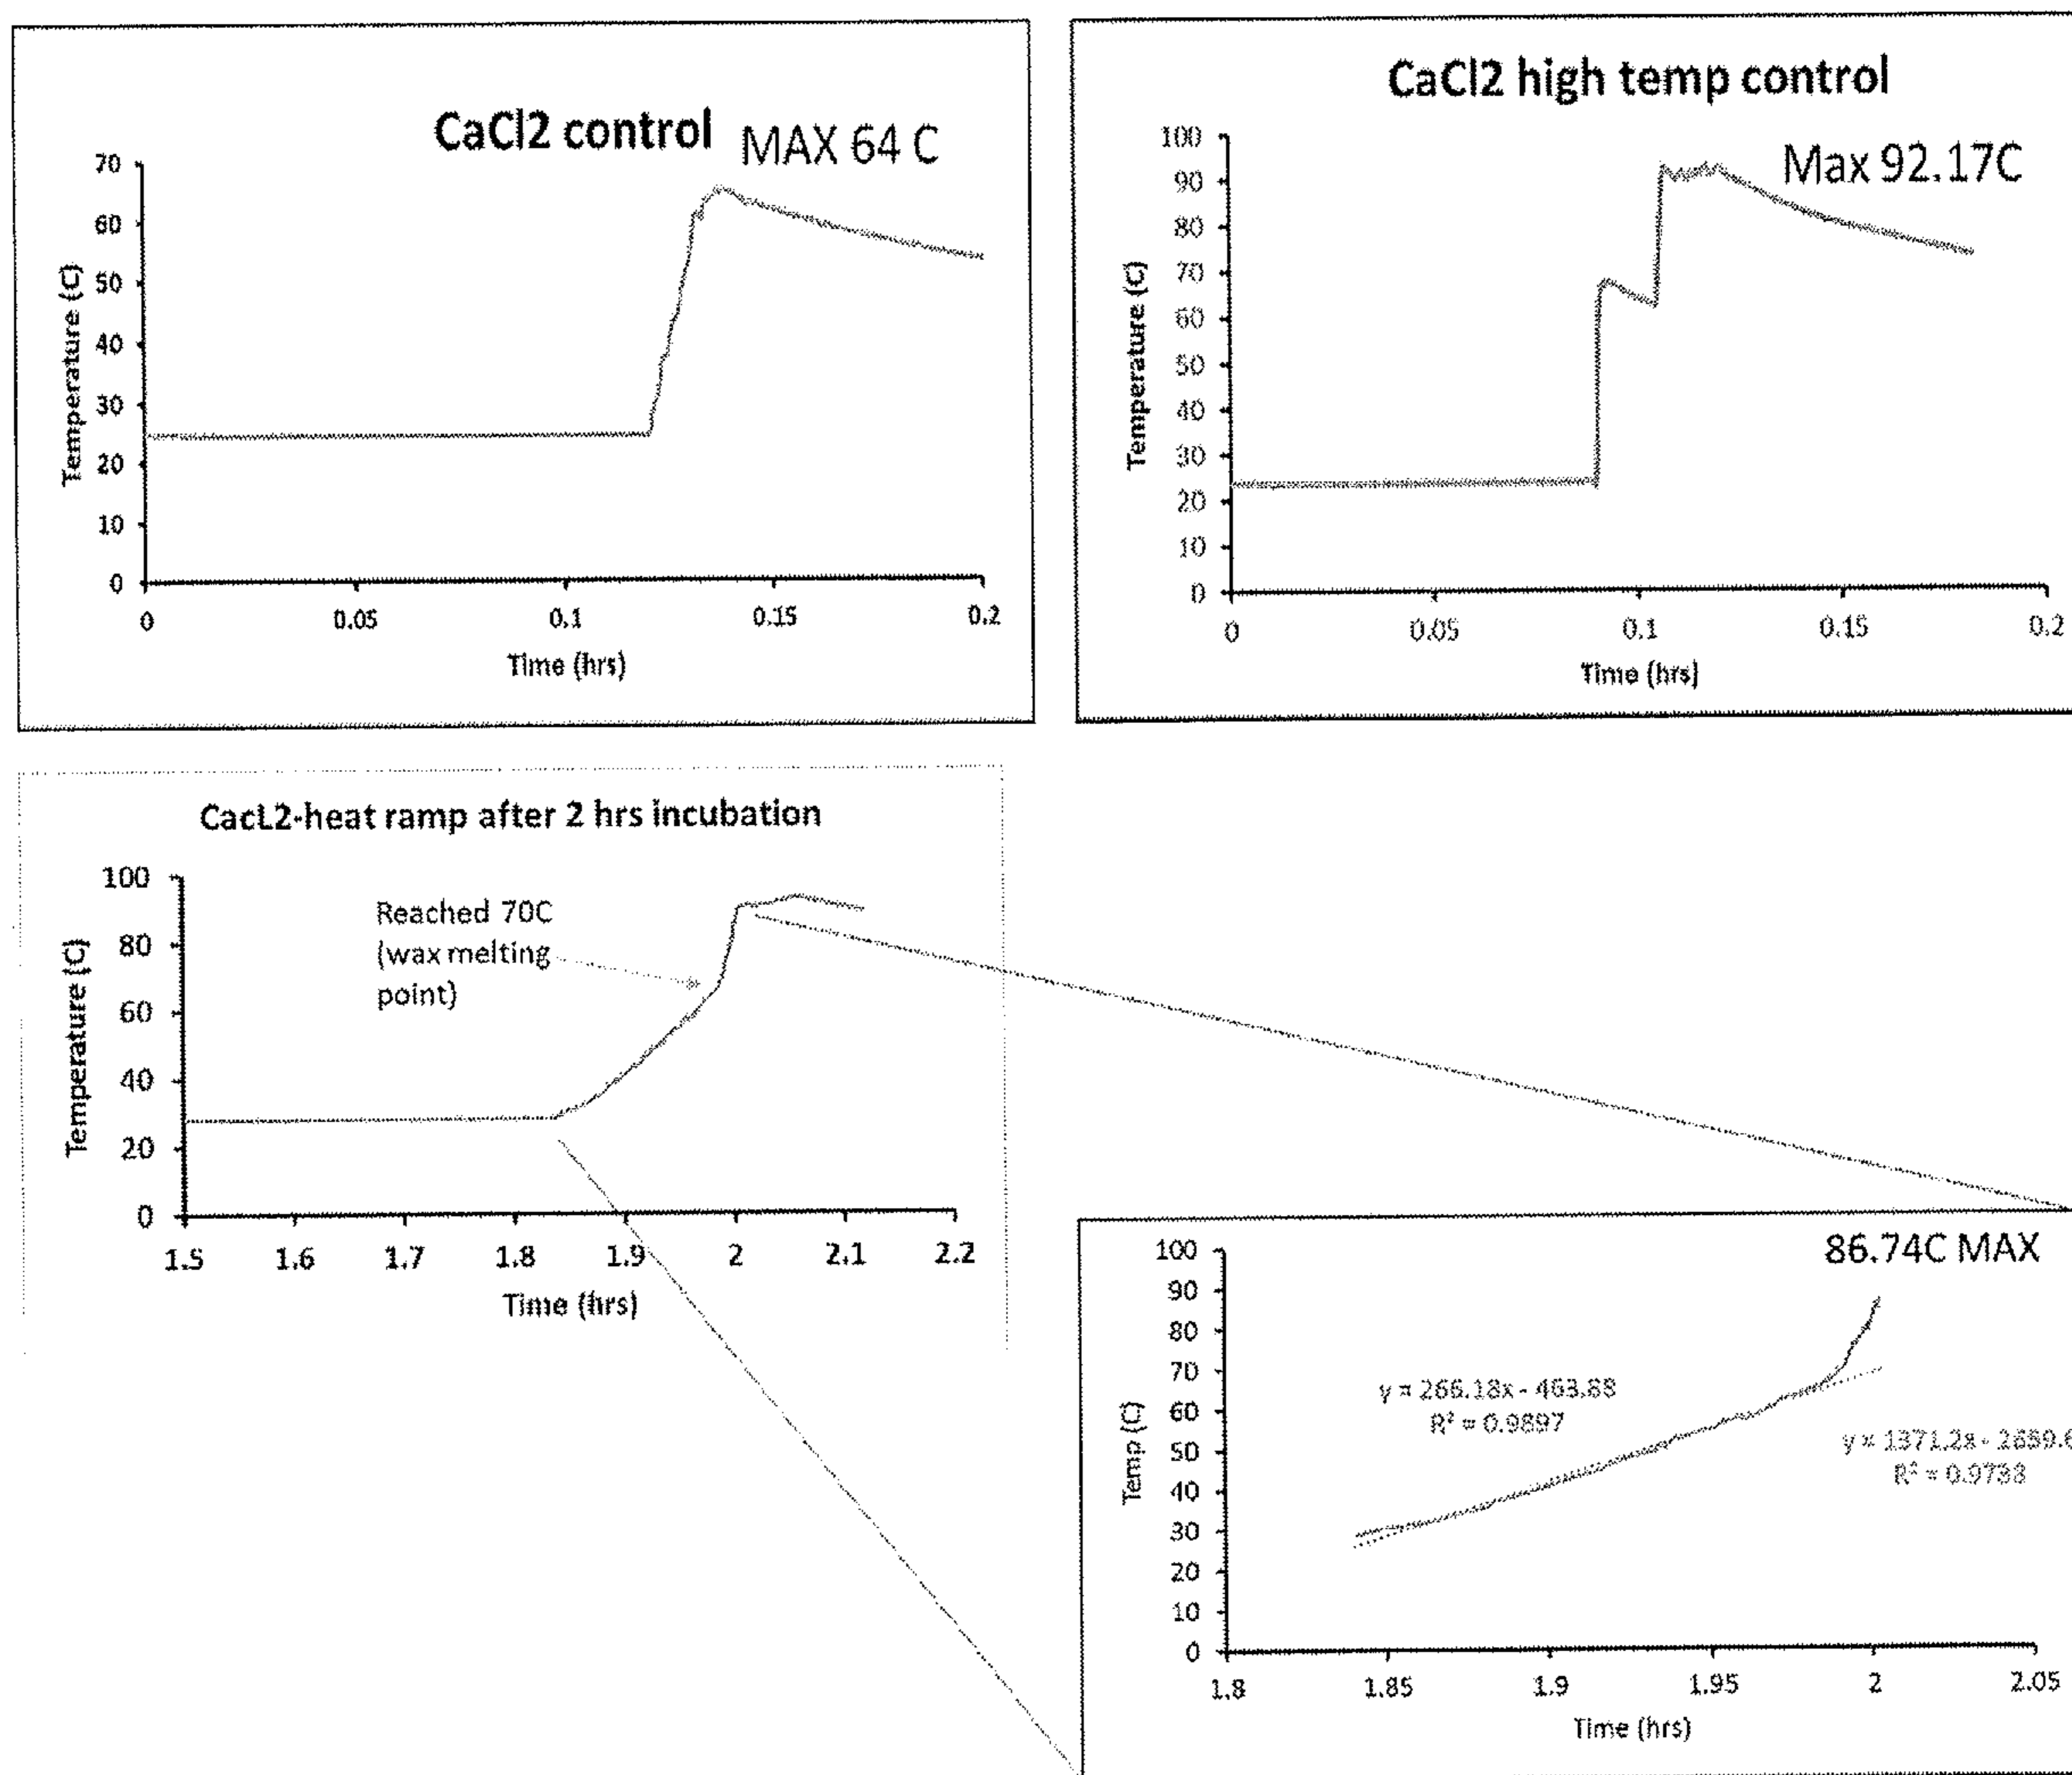 CaCl2 control MAX 64 C
70
60
50
40
30
20
10
0
Temperature (C)
0 0.05 0.1 0.15 0.2
Time (hrs)
CaCl2 high temp control
Max 92.17C
100
90
80
70
60
50
40
30
20
10
0
Temperature (C)
0 0.05 0.1 0.15 0.2
Time (hrs)
CacL2-heat ramp after 2 hrs incubation
Reached 70C
(wax melting
point)
100
80
60
40
20
0
Temperature (C)
1.5 1.6 1.7 1.8 1.9 2 2.1 2.2
Time (hrs)
86.74C MAX
100
90
80
70
60
50
40
30
20
10
0
Temp (C)
y = 266.18x - 463.88
R² = 0.9897
y = 1371.2x - 2659.6
R² = 0.9733
1.8 1.85 1.9 1.95 2 2.05
Time (hrs)